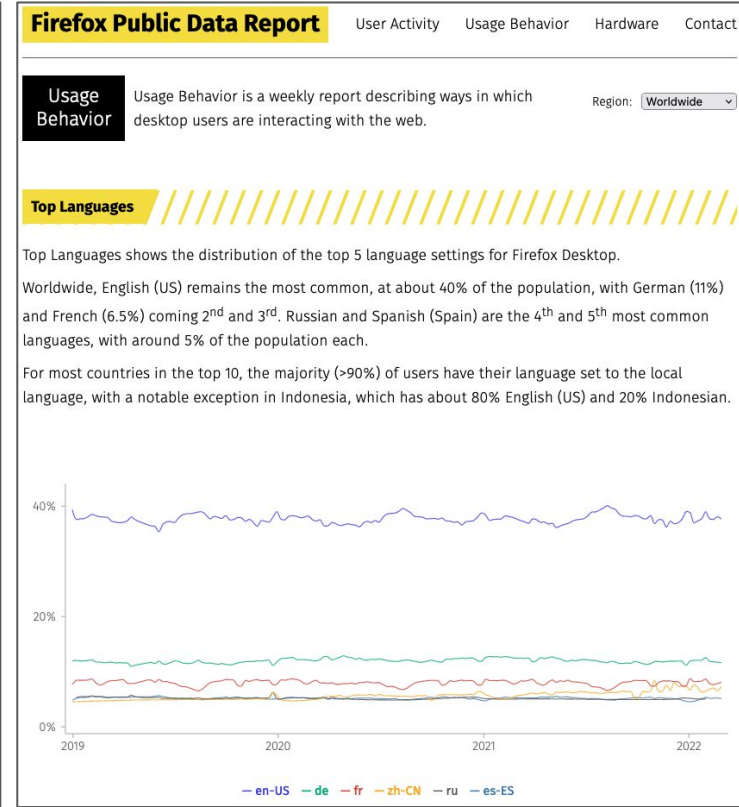 Firefox Public Data Report
User Activity
Usage Behavior
Hardware
Contact
Usage
Behavior
Usage Behavior is a weekly report describing ways in which
desktop users are interacting with the web.
Region: Worldwide
Top Languages
Top Languages shows the distribution of the top 5 language settings for Firefox Desktop.
Worldwide, English (US) remains the most common, at about 40% of the population, with German (11%)
and French (6.5%) coming 2nd and 3rd. Russian and Spanish (Spain) are the 4th and 5th most common
languages, with around 5% of the population each.
For most countries in the top 10, the majority (>90%) of users have their language set to the local
language, with a notable exception in Indonesia, which has about 80% English (US) and 20% Indonesian.
40%
20%
0%
2019 2020 2021 2022
en-US de fr zh-CN ru es-ES